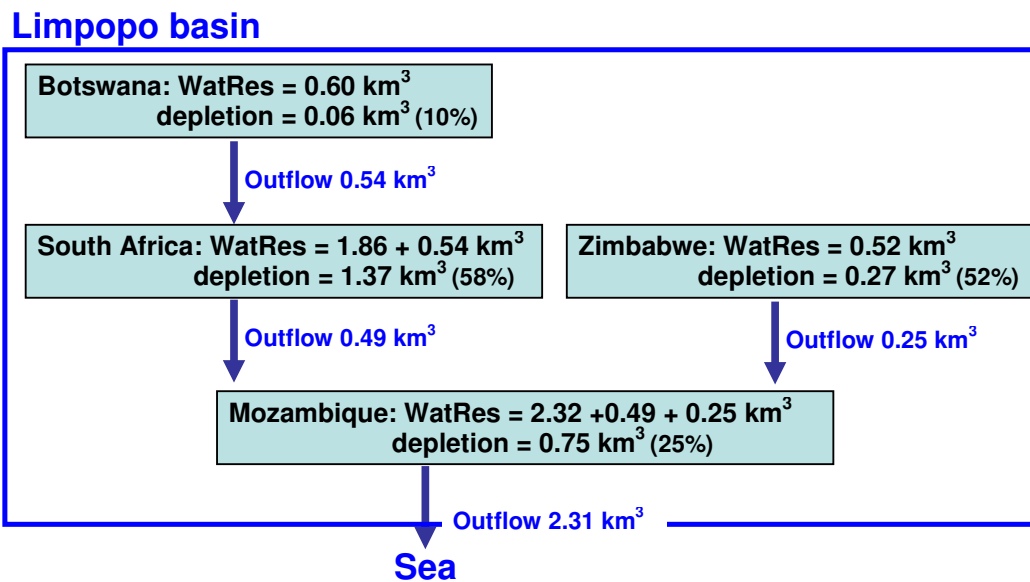 Limpopo basin
Botswana: WatRes = 0.60 km³
depletion = 0.06 km³ (10%)
Outflow 0.54 km³
South Africa: WatRes = 1.86 + 0.54 km³
depletion = 1.37 km³ (58%)
Zimbabwe: WatRes = 0.52 km³
depletion = 0.27 km³ (52%)
Outflow 0.49 km³
Outflow 0.25 km³
Mozambique: WatRes = 2.32 +0.49 + 0.25 km³
depletion = 0.75 km³ (25%)
Outflow 2.31 km³
Sea